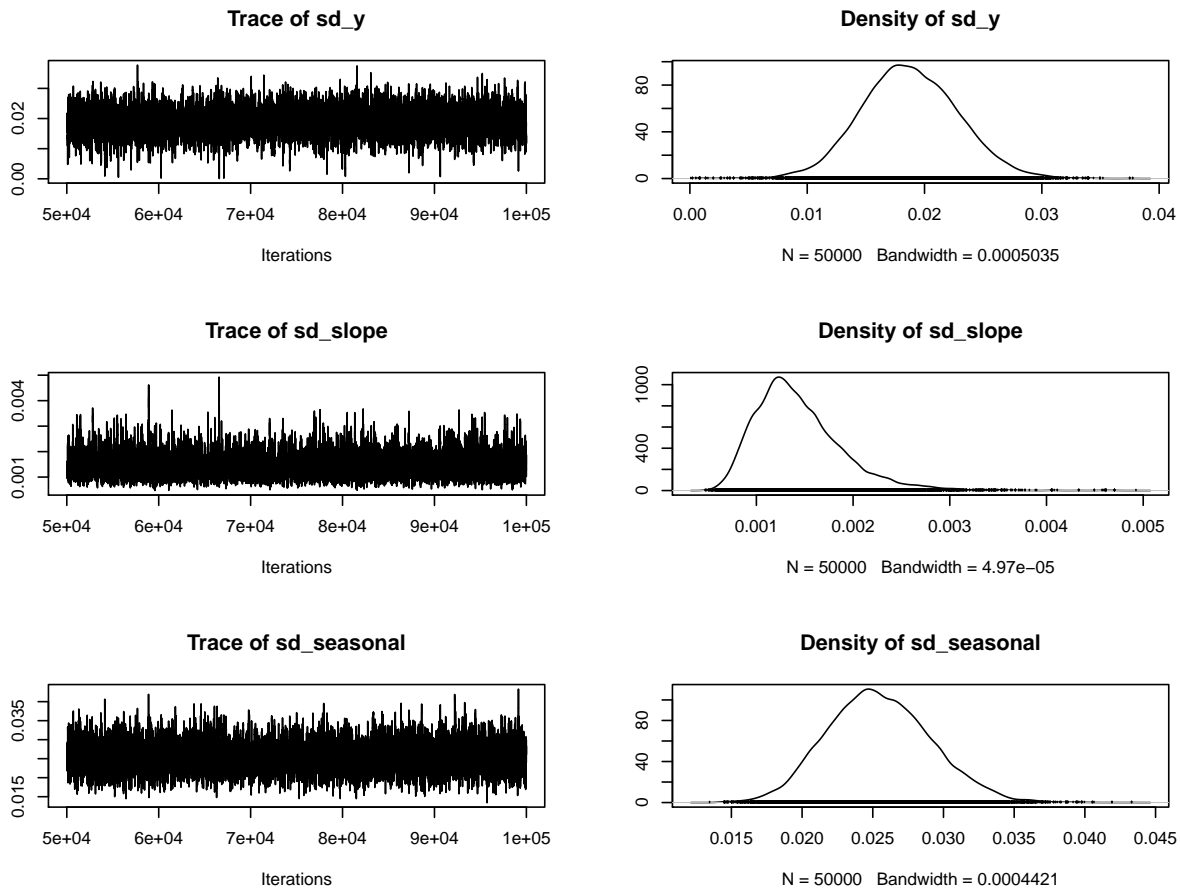 Trace of sd_y
0.00 0.02
5e+04 6e+04 7e+04 8e+04 9e+04 1e+05
Iterations
Density of sd_y
0 40 80
0.00 0.01 0.02 0.03 0.04
N = 50000 Bandwidth = 0.0005035
Trace of sd_slope
0.001 0.004
5e+04 6e+04 7e+04 8e+04 9e+04 1e+05
Iterations
Density of sd_slope
0 400 1000
0.001 0.002 0.003 0.004 0.005
N = 50000 Bandwidth = 4.97e−05
Trace of sd_seasonal
0.015 0.035
5e+04 6e+04 7e+04 8e+04 9e+04 1e+05
Iterations
Density of sd_seasonal
0 40 80
0.015 0.020 0.025 0.030 0.035 0.040 0.045
N = 50000 Bandwidth = 0.0004421